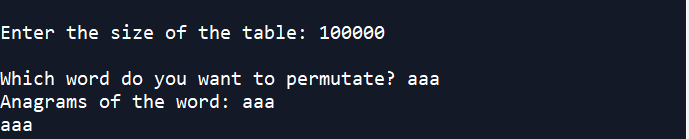 Enter the size of the table: 100000
Which word do you want to permutate? aaa
Anagrams of the word: aaa
aaa